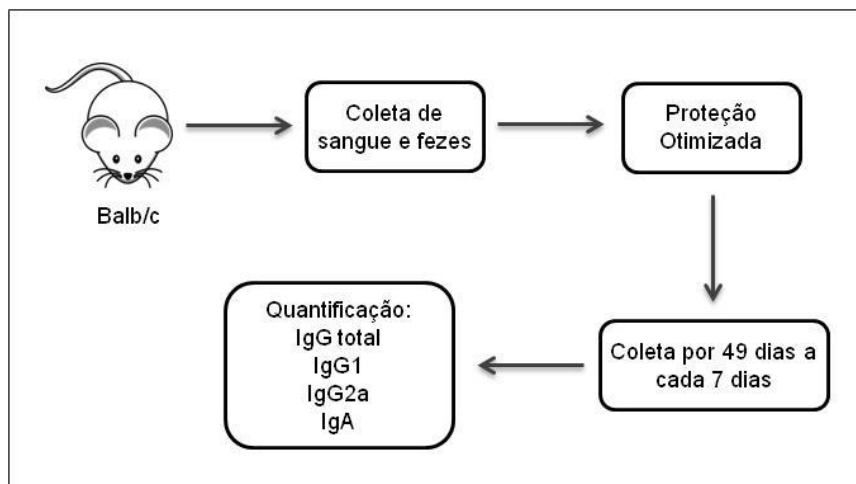 Balb/c
Coleta de
sangue e fezes
Proteção
Otimizada
Coleta por 49 dias a
cada 7 dias
Quantificação:
IgG total
IgG1
IgG2a
IgA